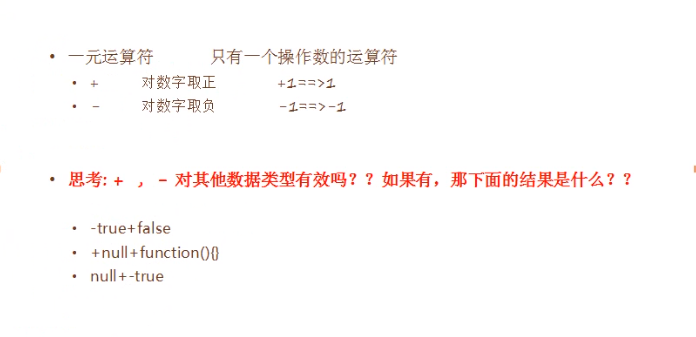 • 一元运算符 只有一个操作数的运算符
• + 对数字取正 +1==>1
• - 对数字取负 -1==>-1
• 思考: + , - 对其他数据类型有效吗??如果有,那下面的结果是什么??
• -true+false
• +null+function(){}
• null+-true